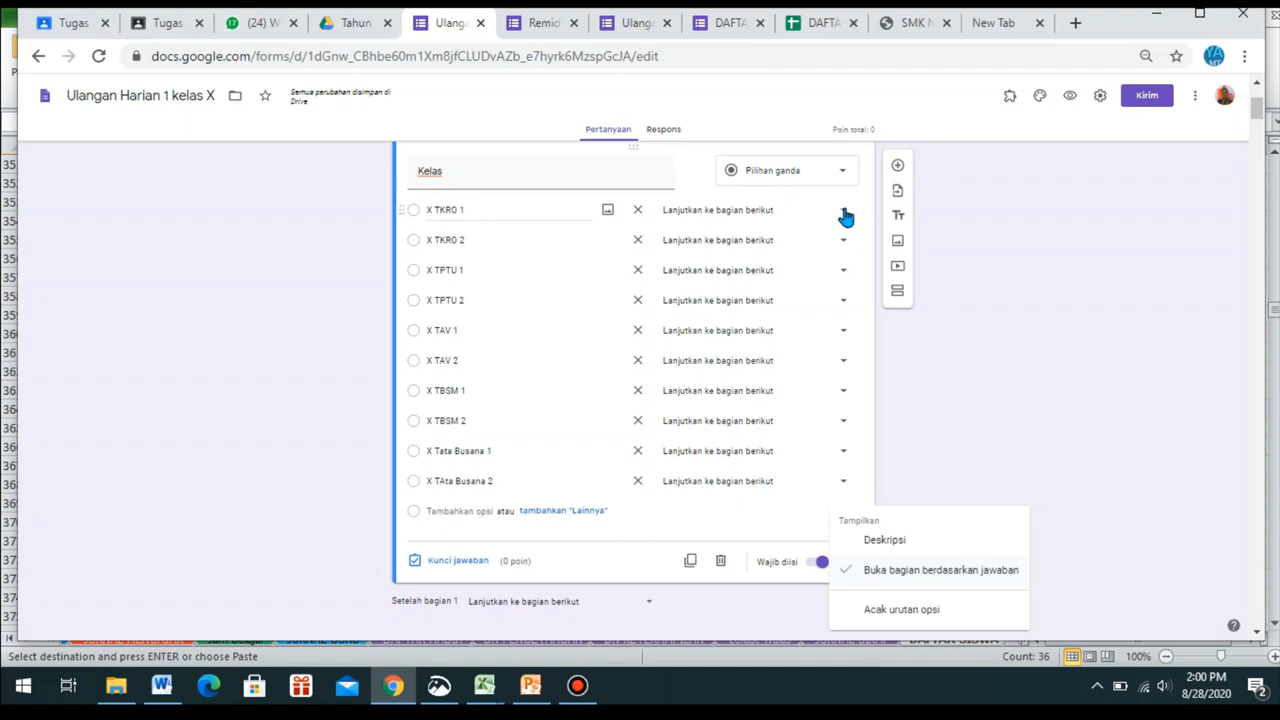 Tugas
Tugas
(24) W
Tahun
Ulang
Remid
Ulang
DAFTA
DAFTA
SMK
New Tab
docs.google.com/forms/d/1dGnw_CBhbe60m1Xm8jfCLUDvAZb_e7hyrk6MzspGcJA/edit
Ulangan Harian 1 kelas X
Semua perubahan disimpan di
Drive
Kirim
Pertanyaan
Respons
Poin total: 0
Kelas
Pilihan ganda
X TKRO 1
Lanjutkan ke bagian berikut
X TKRO 2
Lanjutkan ke bagian berikut
X TPTU 1
Lanjutkan ke bagian berikut
X TPTU 2
Lanjutkan ke bagian berikut
X TAV 1
Lanjutkan ke bagian berikut
X TAV 2
Lanjutkan ke bagian berikut
X TBSM 1
Lanjutkan ke bagian berikut
X TBSM 2
Lanjutkan ke bagian berikut
X Tata Busana 1
Lanjutkan ke bagian berikut
X TAta Busana 2
Lanjutkan ke bagian berikut
Tambahkan opsi atau tambahkan "Lainnya"
Tampilkan
Deskripsi
Buka bagian berdasarkan jawaban
Acak urutan opsi
Kunci jawaban (0 poin)
Wajib diisi
Setelah bagian 1 Lanjutkan ke bagian berikut
Select destination and press ENTER or choose Paste
Count: 36
100%
2:00 PM
8/28/2020